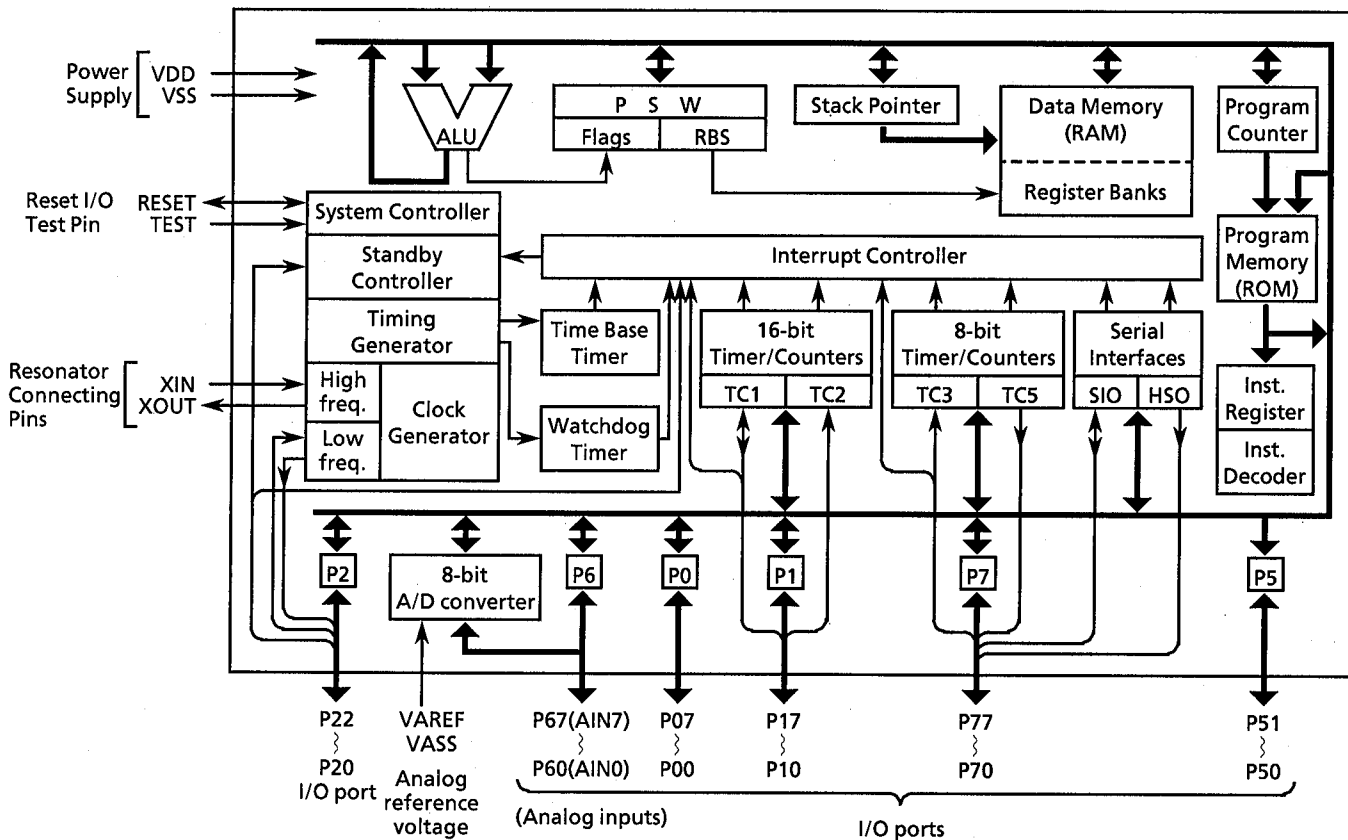 Power
Supply
VDD
VSS
ALU
P S W
Flags
RBS
Stack Pointer
Data Memory
(RAM)
Register Banks
Program
Counter
Reset I/O
Test Pin
RESET
TEST
System Controller
Standby
Controller
Timing
Generator
High
freq.
Low
freq.
Clock
Generator
Interrupt Controller
Program
Memory
(ROM)
Time Base
Timer
Watchdog
Timer
16-bit
Timer/Counters
TC1
TC2
8-bit
Timer/Counters
TC3
TC5
Serial
Interfaces
SIO
HSO
Inst.
Register
Inst.
Decoder
Resonator
Connecting
Pins
XIN
XOUT
P2
8-bit
A/D converter
P6
P0
P1
P7
P5
P22
P20
I/O port
VAREF
VASS
Analog
reference
voltage
P67(AIN7)
P60(AIN0)
(Analog inputs)
P07
P00
P17
P10
P77
P70
P51
P50
I/O ports